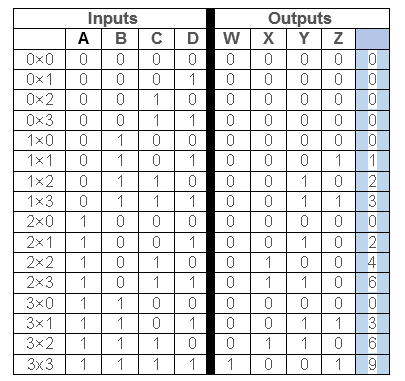 Inputs Outputs
A B C D W X Y Z
0×0 0 0 0 0 0 0 0 0 0
0×1 0 0 0 1 0 0 0 0 0
0×2 0 0 1 0 0 0 0 0 0
0×3 0 0 1 1 0 0 0 0 0
1×0 0 1 0 0 0 0 0 0 0
1×1 0 1 0 1 0 0 0 1 1
1×2 0 1 1 0 0 0 1 0 2
1×3 0 1 1 1 0 0 1 1 3
2×0 1 0 0 0 0 0 0 0 0
2×1 1 0 0 1 0 0 1 0 2
2×2 1 0 1 0 0 1 0 0 4
2×3 1 0 1 1 0 1 1 0 6
3×0 1 1 0 0 0 0 0 0 0
3×1 1 1 0 1 0 0 1 1 3
3×2 1 1 1 0 0 1 1 0 6
3x3 1 1 1 1 1 0 0 1 9